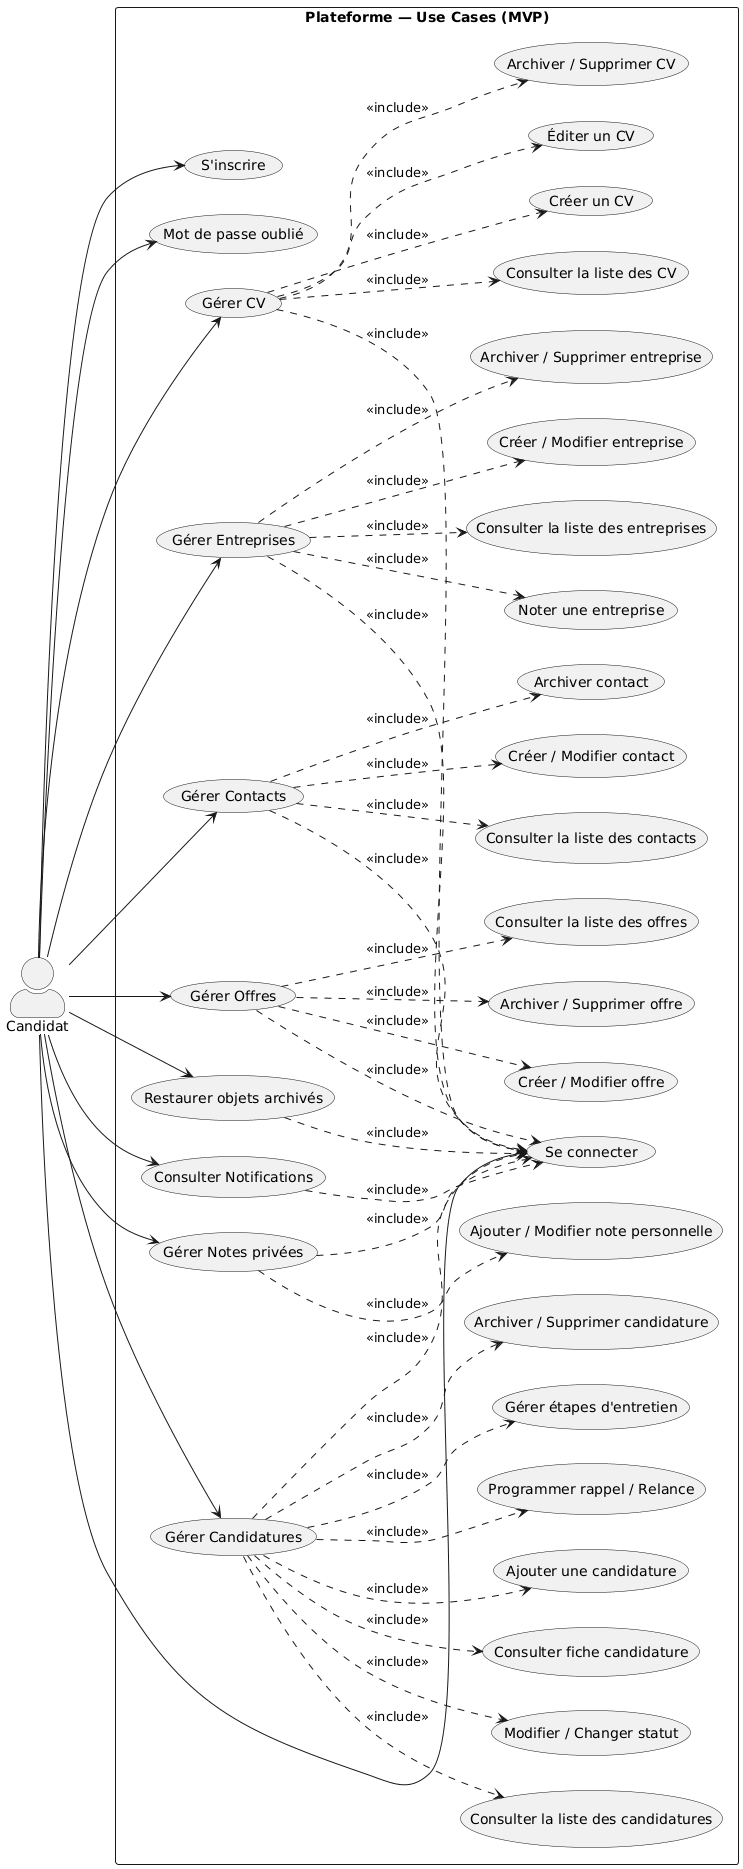 Plateforme — Use Cases (MVP)
Archiver / Supprimer CV
«include»
Éditer un CV
S'inscrire
«include»
Créer un CV
Mot de passe oublié
«include»
Consulter la liste des CV
«include»
Gérer CV
«include»
Archiver / Supprimer entreprise
«include»
Créer / Modifier entreprise
«include»
Consulter la liste des entreprises
«include»
Gérer Entreprises
«include»
Noter une entreprise
«include»
Archiver contact
«include»
Créer / Modifier contact
«include»
Gérer Contacts
«include»
Consulter la liste des contacts
«include»
Consulter la liste des offres
«include»
Gérer Offres
«include»
Archiver / Supprimer offre
Candidat
«include»
Créer / Modifier offre
«include»
Restaurer objets archivés
«include»
Se connecter
Consulter Notifications
«include»
Ajouter / Modifier note personnelle
«include»
Gérer Notes privées
«include»
Archiver / Supprimer candidature
«include»
Gérer étapes d'entretien
«include»
«include»
Programmer rappel / Relance
«include»
Gérer Candidatures
Ajouter une candidature
«include»
«include»
Consulter fiche candidature
«include»
Modifier / Changer statut
«include»
Consulter la liste des candidatures